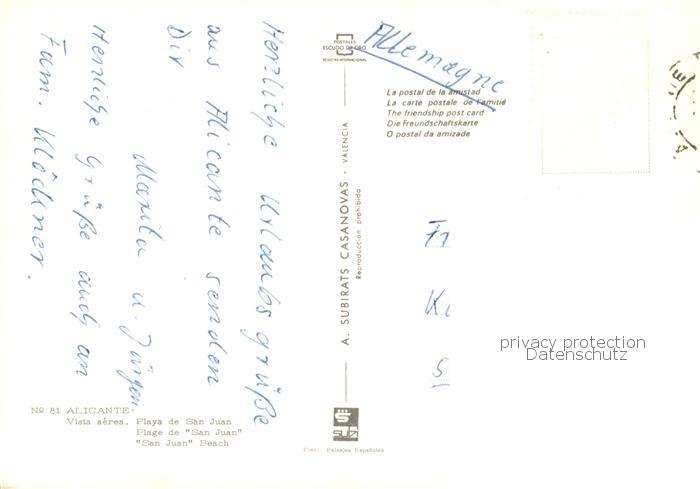 Herzliche Urlaubsgrüße
aus Alicante senden
Dir
Marita u. Jürgen
Herzliche Grüße auch an
Fam. Klöckner.
Nº 81 ALICANTE.
Vista aérea. Playa de San Juan
Plage de "San Juan"
"San Juan" Beach
POSTALES
ESCUDO DE ORO
REGISTRO INTERNACIONAL
A. SUBIRATS CASANOVAS - VALENCIA
Reproducción prohibida
Foto: Paisajes Españoles
Allemagne
La postal de la amistad
La carte postale de l'amitié
The friendship post card
Die Freundschaftskarte
O postal da amizade
Fr
Kl
S
privacy protection
Datenschutz